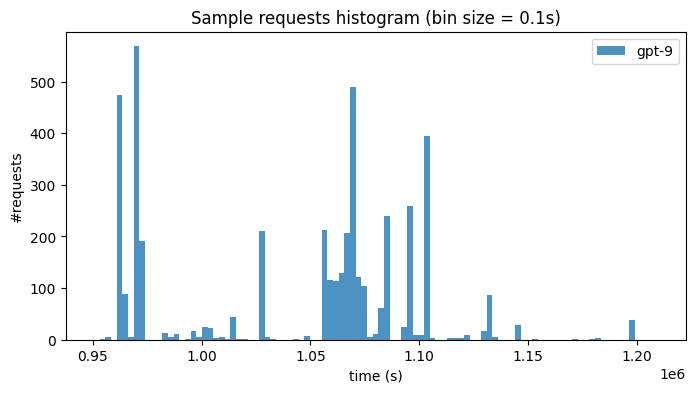 Sample requests histogram (bin size = 0.1s)
gpt-9
#requests
500
400
300
200
100
0
0.95 1.00 1.05 1.10 1.15 1.20
1e6
time (s)